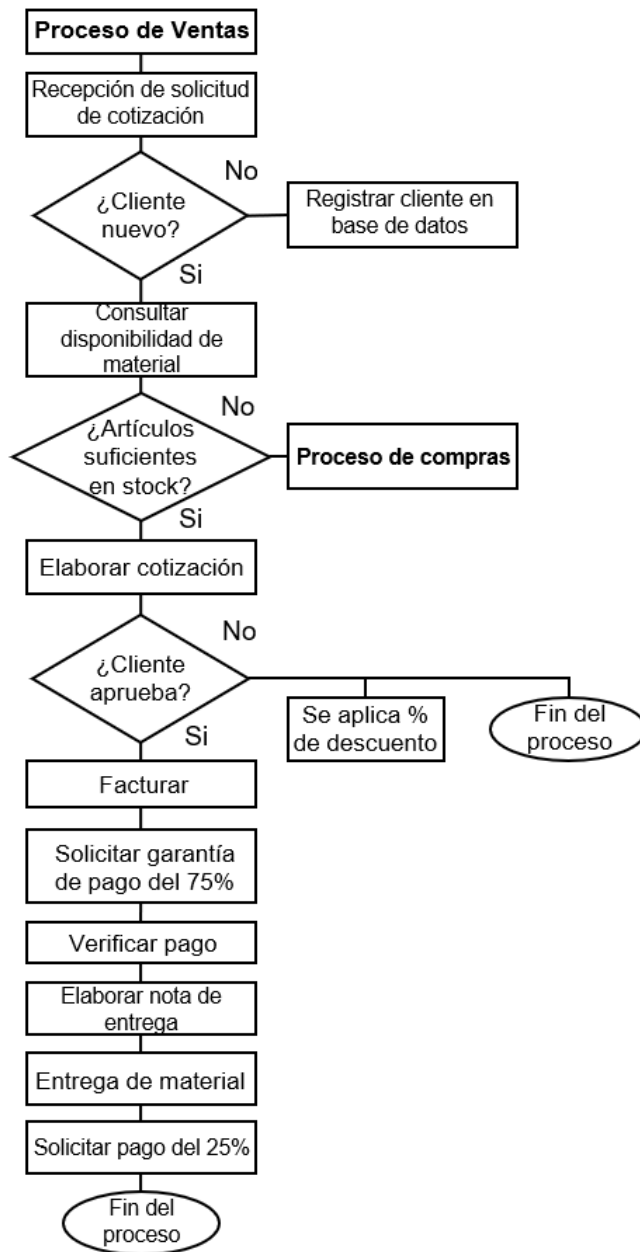 Proceso de Ventas
Recepción de solicitud
de cotización
No
¿Cliente
nuevo?
Registrar cliente en
base de datos
Si
Consultar
disponibilidad de
material
No
¿Artículos
suficientes
en stock?
Proceso de compras
Si
Elaborar cotización
No
¿Cliente
aprueba?
Se aplica %
de descuento
Fin del
proceso
Si
Facturar
Solicitar garantía
de pago del 75%
Verificar pago
Elaborar nota de
entrega
Entrega de material
Solicitar pago del 25%
Fin del
proceso